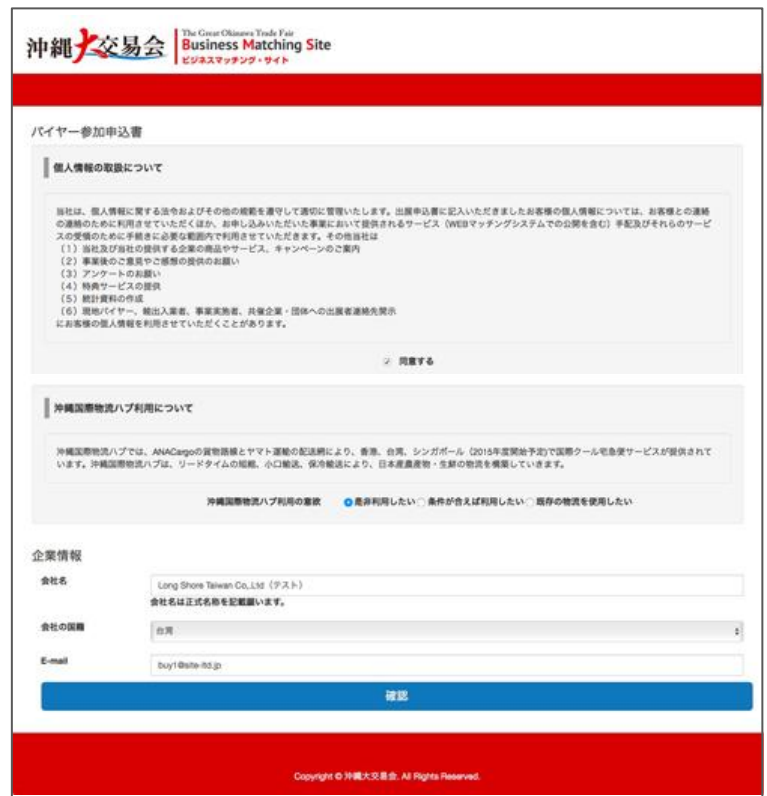 沖縄大交易会
The Great Okinawa Trade Fair
Business Matching Site
ビジネスマッチング・サイト
バイヤー参加申込書
個人情報の取扱について
当社は、個人情報に関する法令およびその他の規範を遵守して適切に管理いたします。出展申込書に記入いただきましたお客様の個人情報については、お客様との連絡
の連絡のために利用させていただくほか、お申し込みいただいた事業において提供されるサービス（WEBマッチングシステムでの公開を含む）手配及びそれらのサービ
スの受領のために手続きに必要な範囲内で利用させていただきます。その他当社は
（1）当社及び当社の提供する企業の商品やサービス、キャンペーンのご案内
（2）事業後のご意見やご感想の提供のお願い
（3）アンケートのお願い
（4）特典サービスの提供
（5）統計資料の作成
（6）現地バイヤー、輸出入業者、事業実施者、共催企業・団体への出展者連絡先開示
にお客様の個人情報を利用させていただくことがあります。
同意する
沖縄国際物流ハブ利用について
沖縄国際物流ハブでは、ANACargoの貨物路線とヤマト運輸の配送網により、香港、台湾、シンガポール（2015年度開始予定)で国際クール宅急便サービスが提供されて
います。沖縄国際物流ハブは、リードタイムの短縮、小口輸送、保冷輸送により、日本産農産物・生鮮の物流を構築していきます。
沖縄国際物流ハブ利用の意欲 是非利用したい 条件が合えば利用したい 既存の物流を使用したい
企業情報
会社名 Long Shore Taiwan Co,.Ltd（テスト）
会社名は正式名称を記載願います。
会社の国籍 台湾
E-mail buy1@site-ltd.jp
確認
Copyright © 沖縄大交易会. All Rights Reserved.